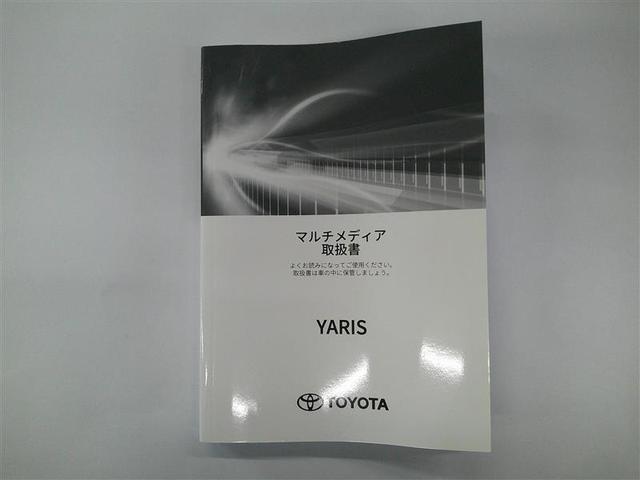 マルチメディア
取扱書
よくお読みになってご使用ください。
取扱書は車の中に保管しましょう。
YARIS
TOYOTA